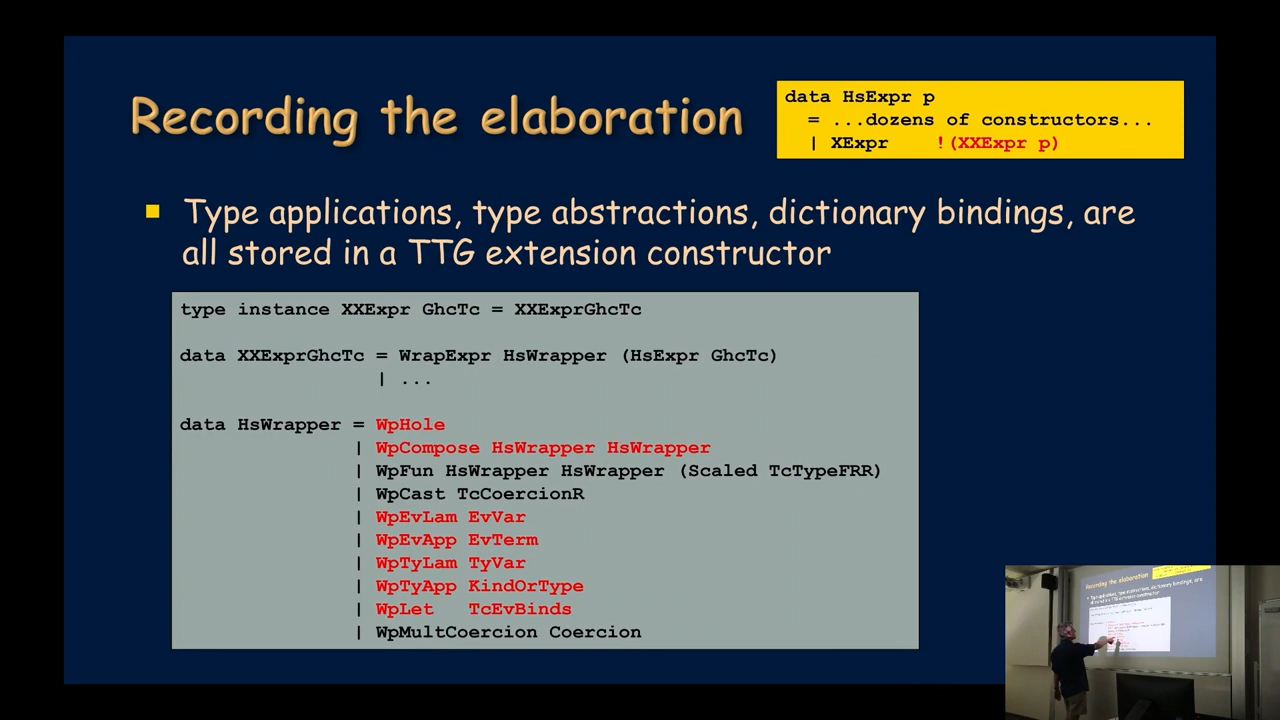 Recording the elaboration
data HsExpr p
= ...dozens of constructors...
| XExpr !(XXExpr p)
Type applications, type abstractions, dictionary bindings, are
all stored in a TTG extension constructor
type instance XXExpr GhcTc = XXExprGhcTc
data XXExprGhcTc = WrapExpr HsWrapper (HsExpr GhcTc)
| ...
data HsWrapper = WpHole
| WpCompose HsWrapper HsWrapper
| WpFun HsWrapper HsWrapper (Scaled TcTypeFRR)
| WpCast TcCoercionR
| WpEvLam EvVar
| WpEvApp EvTerm
| WpTyLam TyVar
| WpTyApp KindOrType
| WpLet TcEvBinds
| WpMultCoercion Coercion
Recording the elaboration